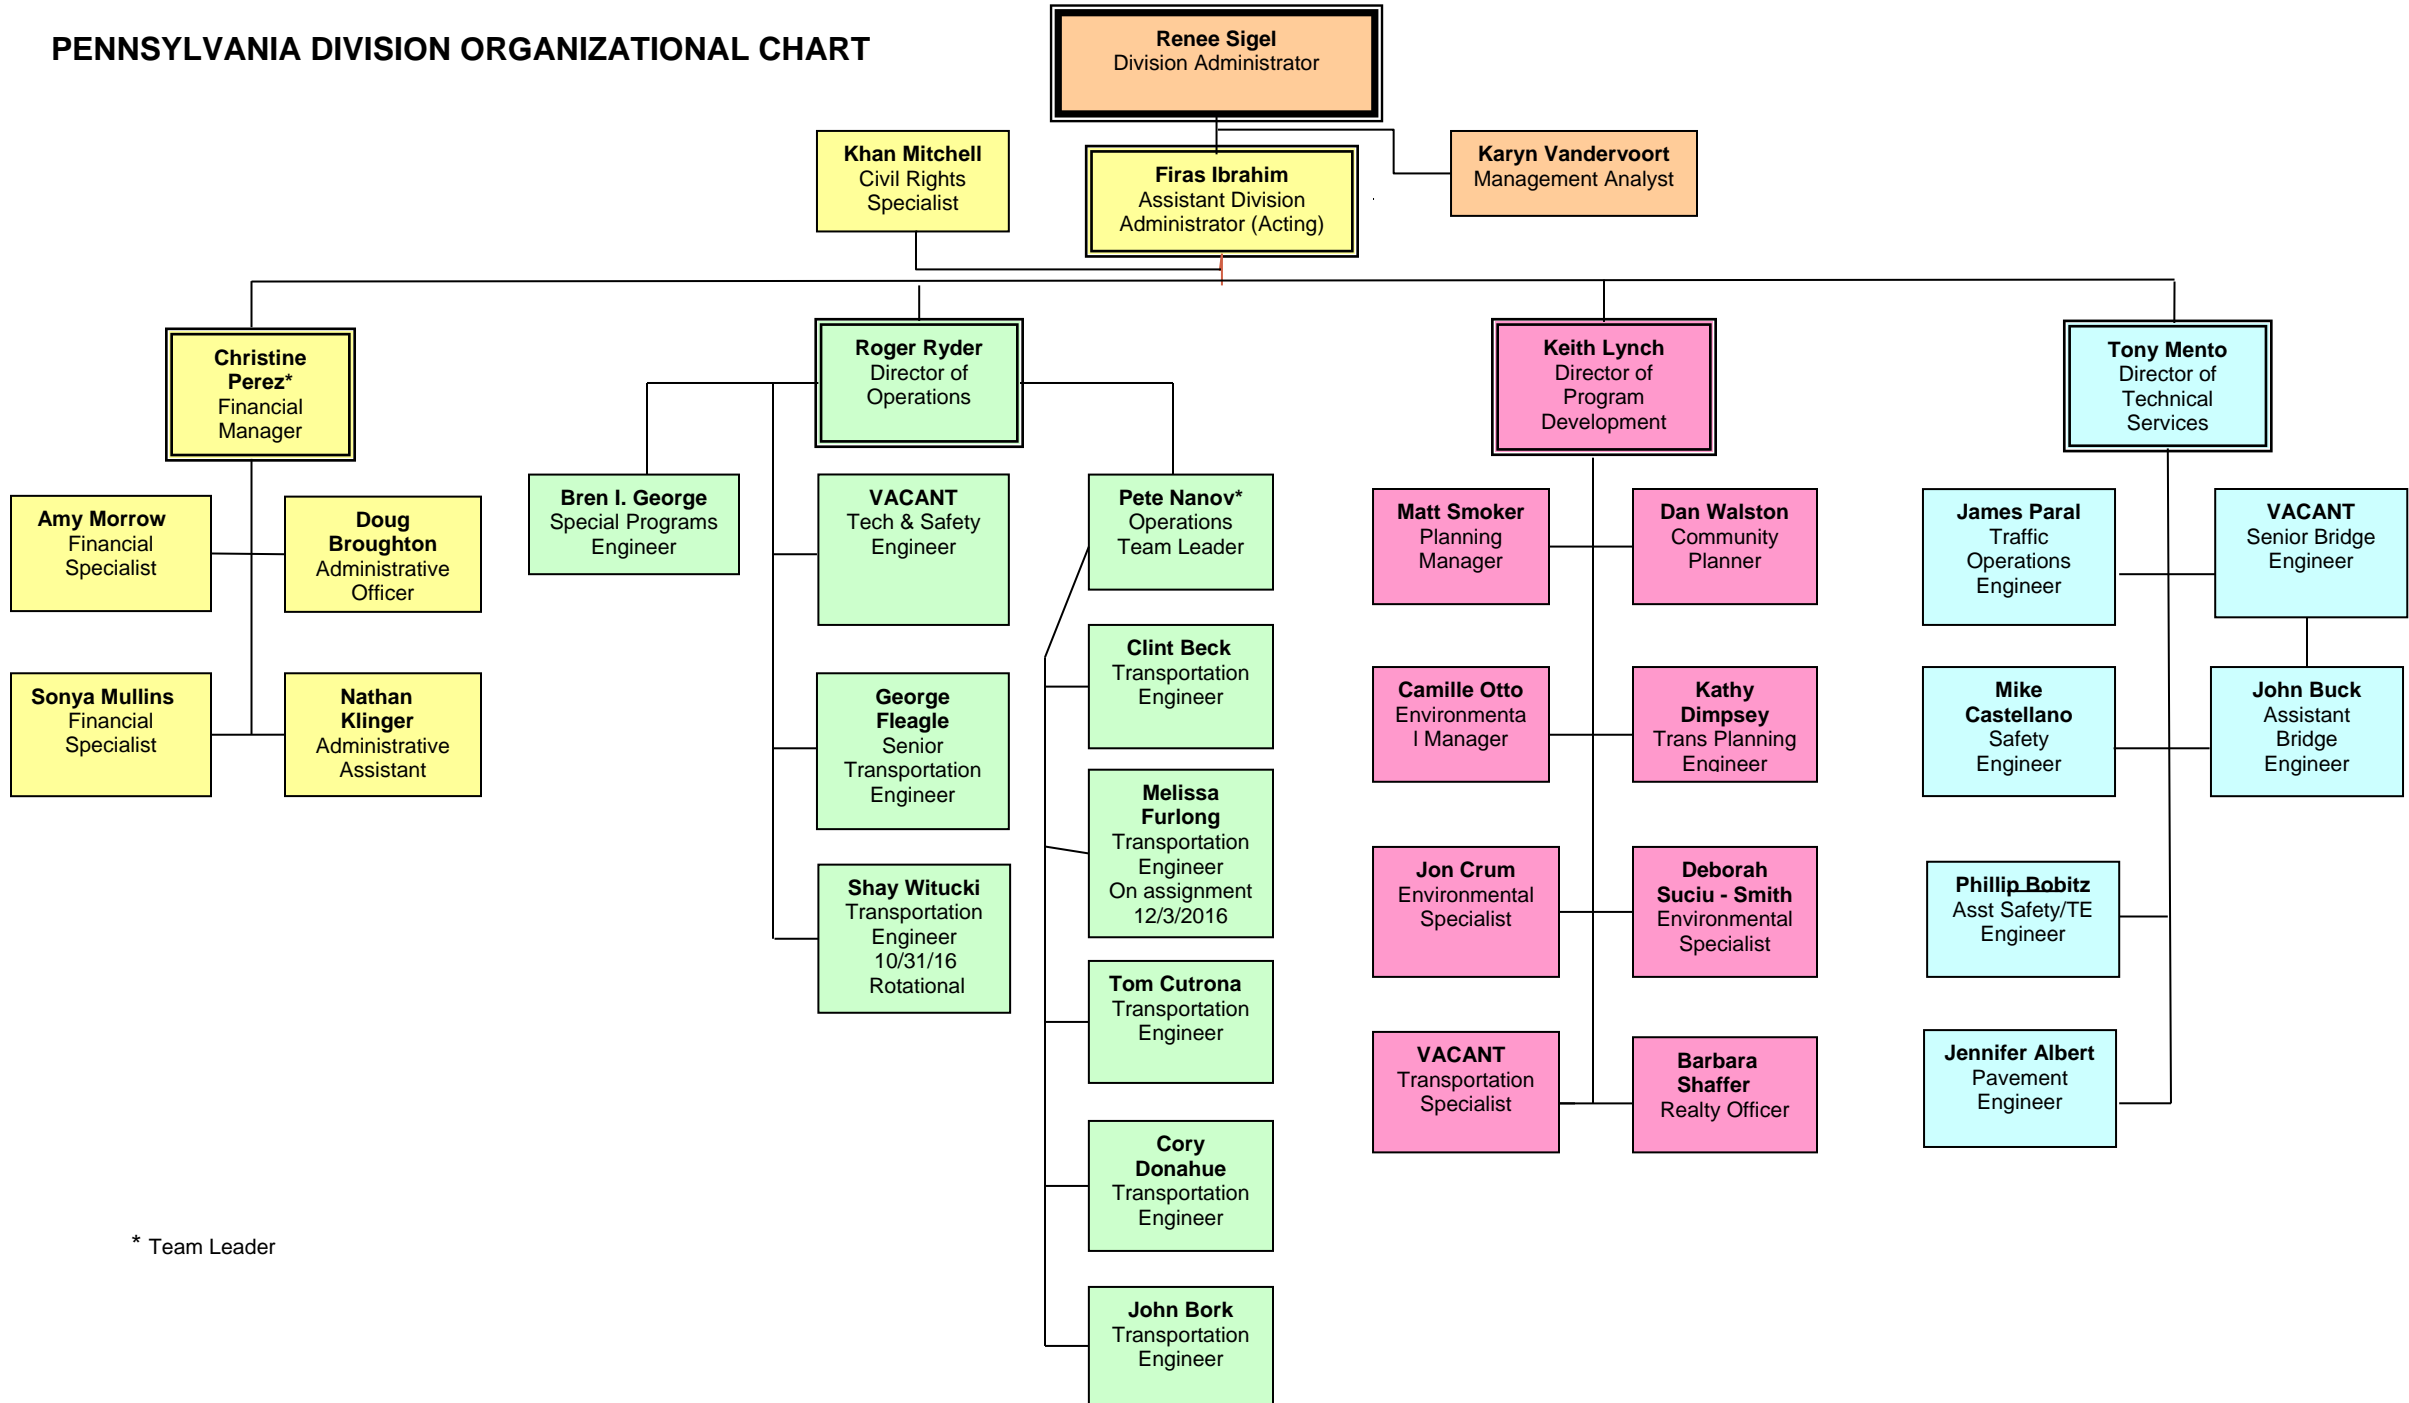 PENNSYLVANIA DIVISION ORGANIZATIONAL CHART
Renee Sigel
Division Administrator
Khan Mitchell
Civil Rights
Specialist
Firas Ibrahim
Assistant Division
Administrator (Acting)
Karyn Vandervoort
Management Analyst
Christine
Perez*
Financial
Manager
Roger Ryder
Director of
Operations
Keith Lynch
Director of
Program
Development
Tony Mento
Director of
Technical
Services
Amy Morrow
Financial
Specialist
Doug
Broughton
Administrative
Officer
Sonya Mullins
Financial
Specialist
Nathan
Klinger
Administrative
Assistant
Bren I. George
Special Programs
Engineer
VACANT
Tech & Safety
Engineer
George
Fleagle
Senior
Transportation
Engineer
Shay Witucki
Transportation
Engineer
10/31/16
Rotational
Pete Nanov*
Operations
Team Leader
Clint Beck
Transportation
Engineer
Melissa
Furlong
Transportation
Engineer
On assignment
12/3/2016
Tom Cutrona
Transportation
Engineer
Cory
Donahue
Transportation
Engineer
John Bork
Transportation
Engineer
Matt Smoker
Planning
Manager
Dan Walston
Community
Planner
Camille Otto
Environmenta
l Manager
Kathy
Dimpsey
Trans Planning
Engineer
Jon Crum
Environmental
Specialist
Deborah
Suciu - Smith
Environmental
Specialist
VACANT
Transportation
Specialist
Barbara
Shaffer
Realty Officer
James Paral
Traffic
Operations
Engineer
VACANT
Senior Bridge
Engineer
Mike
Castellano
Safety
Engineer
John Buck
Assistant
Bridge
Engineer
Phillip Bobitz
Asst Safety/TE
Engineer
Jennifer Albert
Pavement
Engineer
* Team Leader